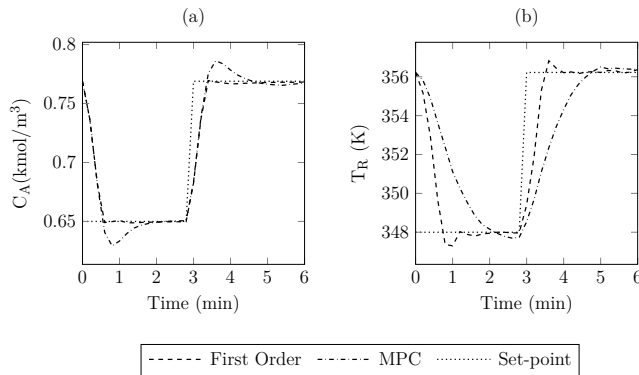 (a)
(b)
0.8
0.75
0.7
0.65
C_A(kmol/m³)
0 1 2 3 4 5 6
Time (min)
356
354
352
350
348
T_R (K)
0 1 2 3 4 5 6
Time (min)
First Order MPC Set-point